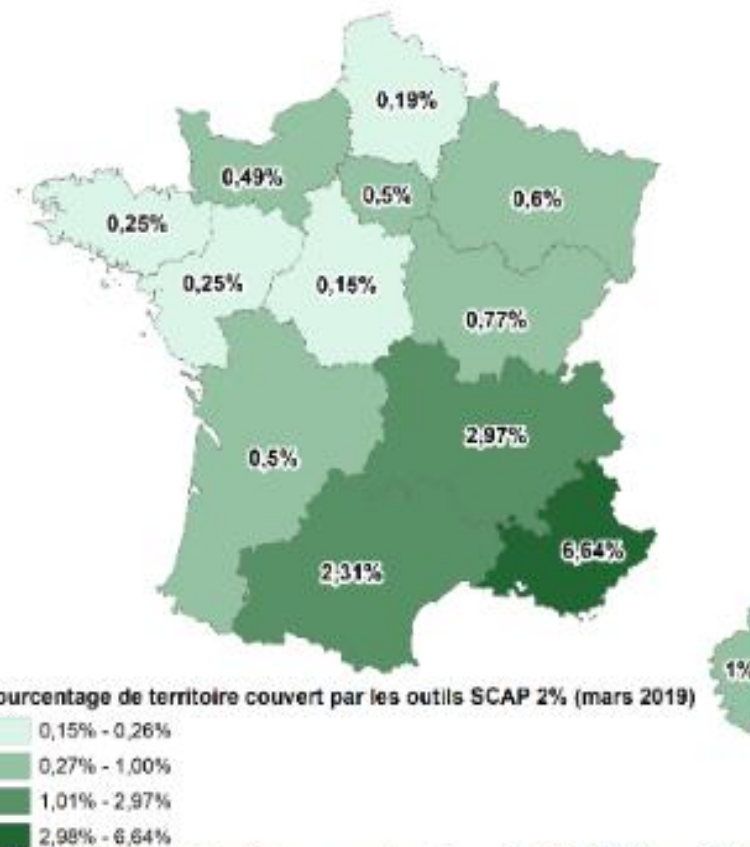 0,19%
0,49%
0,5%
0,6%
0,25%
0,25%
0,15%
0,77%
2,97%
0,5%
6,64%
2,31%
1%
ourcentage de territoire couvert par les outils SCAP 2% (mars 2019)
0,15% - 0,26%
0,27% - 1,00%
1,01% - 2,97%
2,98% - 6,64%